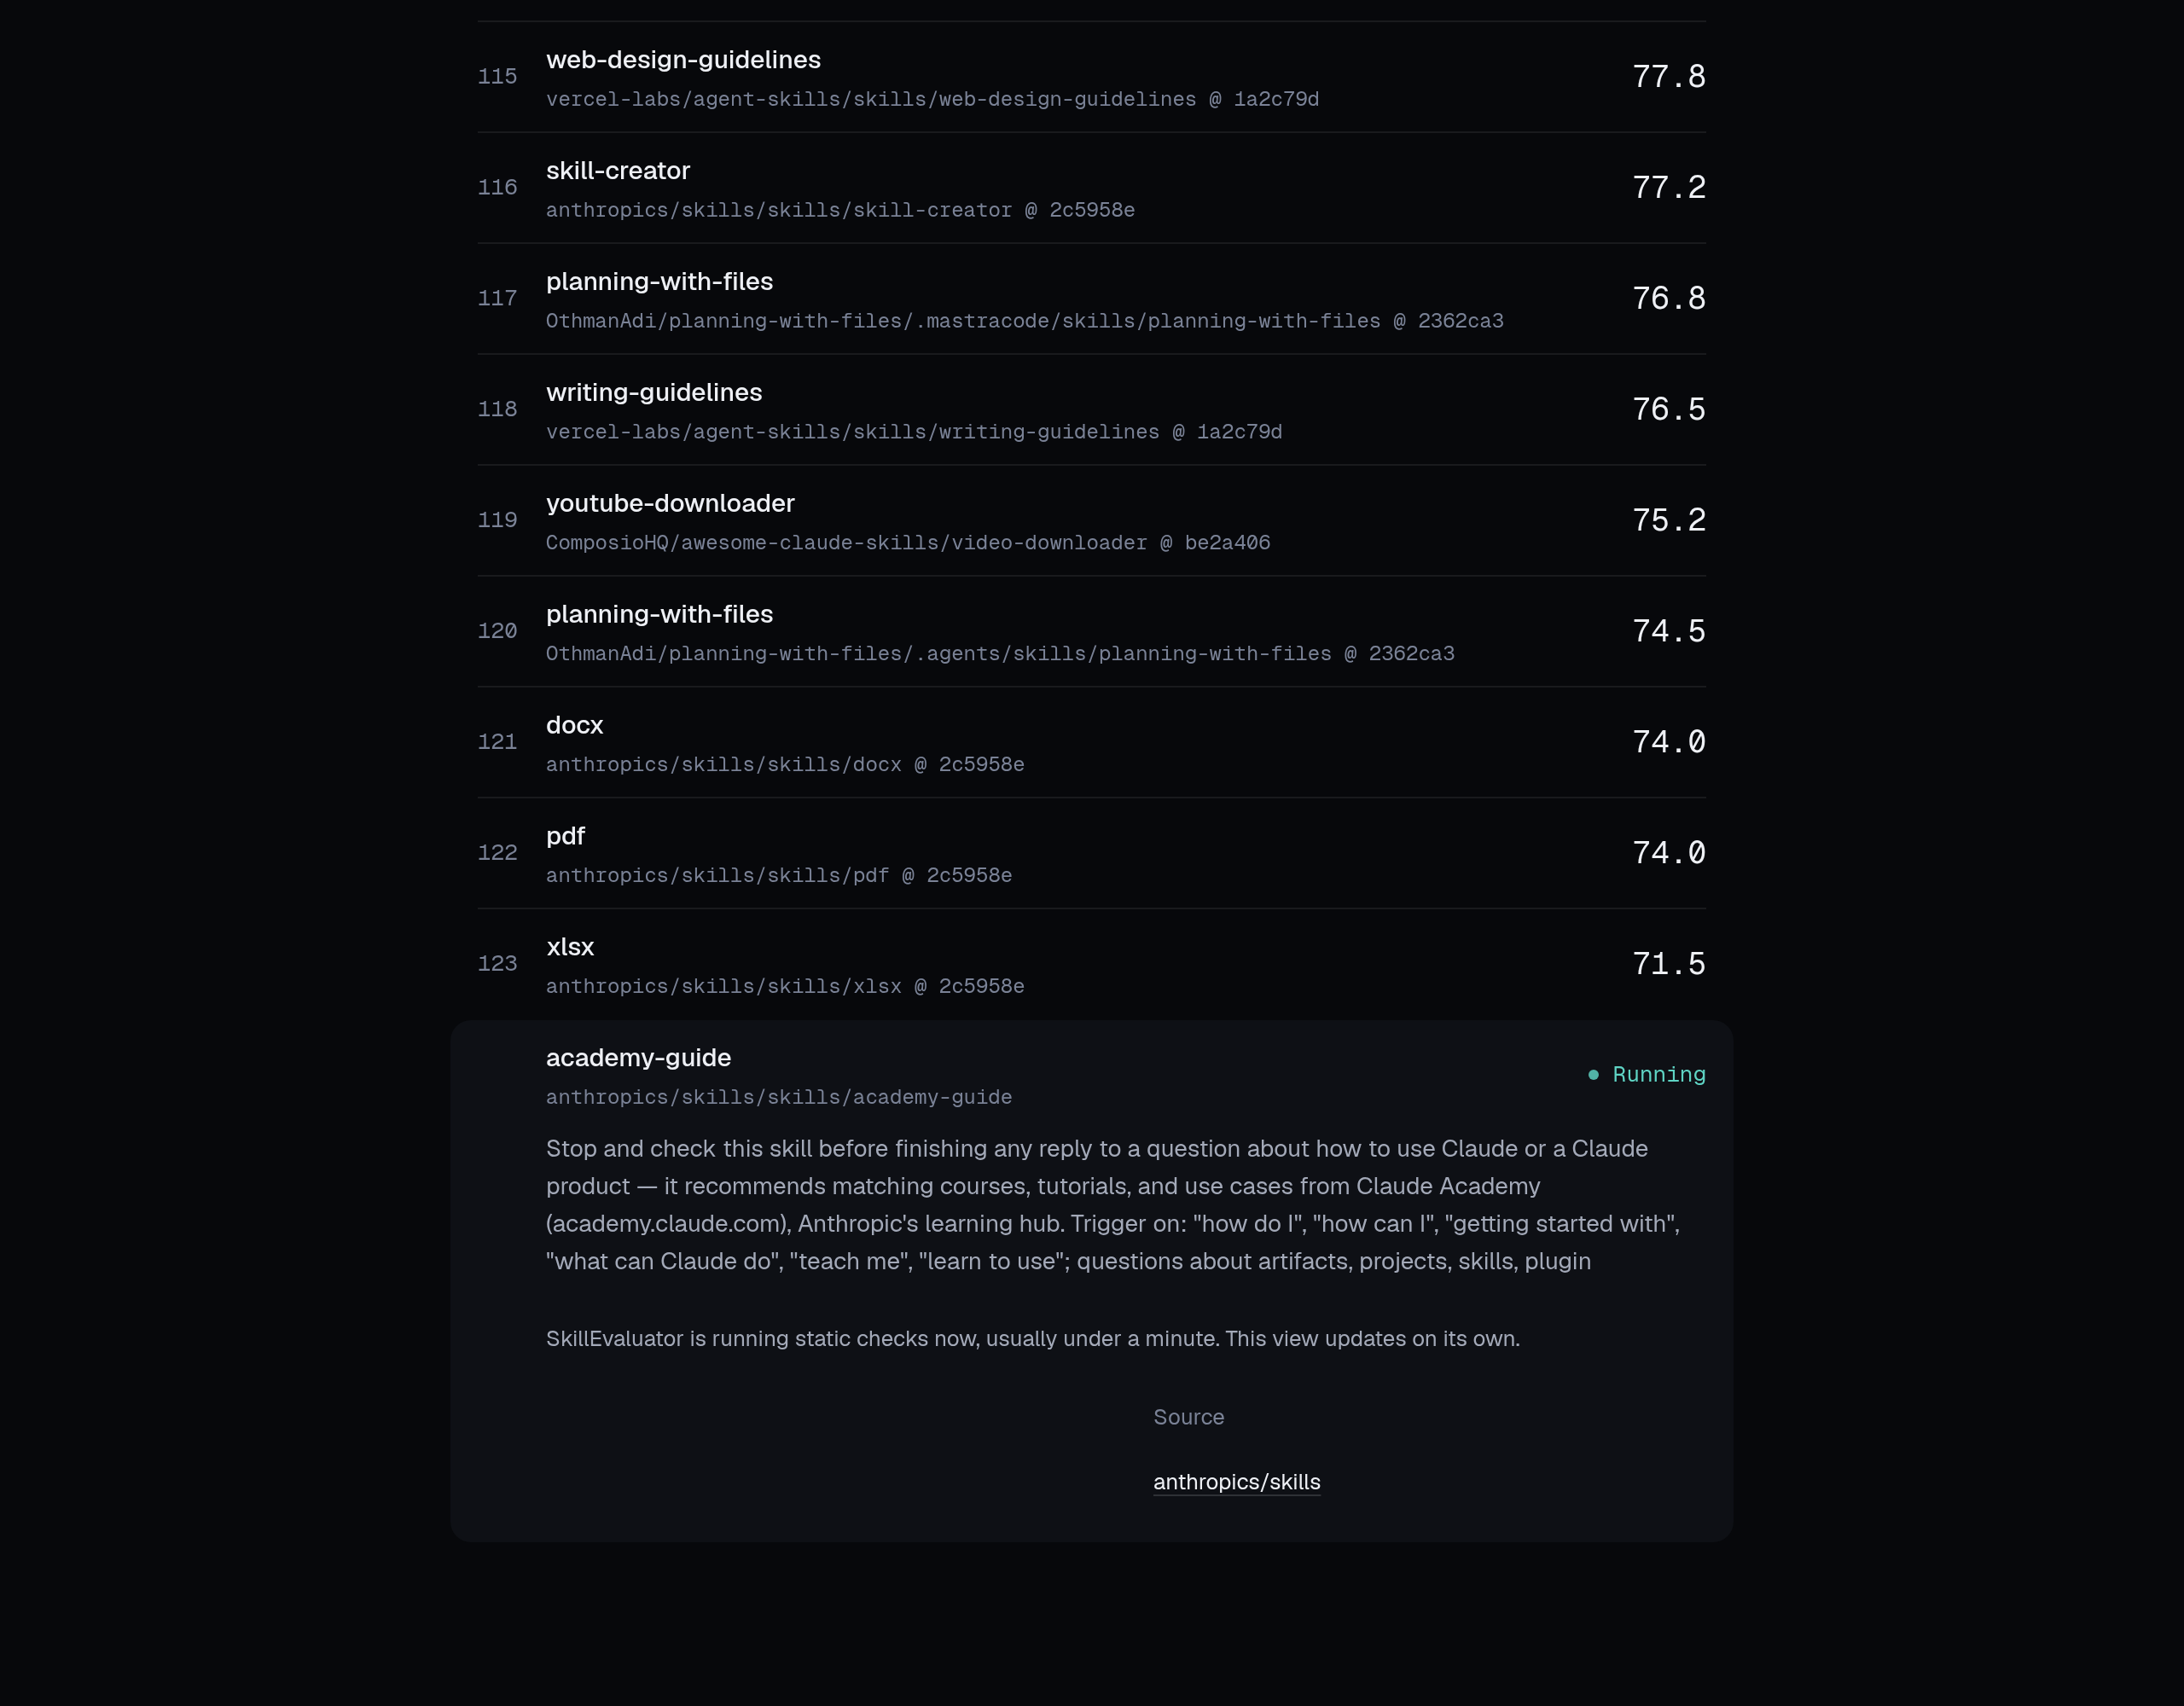 115
web-design-guidelines
vercel-labs/agent-skills/skills/web-design-guidelines @ 1a2c79d
77.8
116
skill-creator
anthropics/skills/skills/skill-creator @ 2c5958e
77.2
117
planning-with-files
OthmanAdi/planning-with-files/.mastracode/skills/planning-with-files @ 2362ca3
76.8
118
writing-guidelines
vercel-labs/agent-skills/skills/writing-guidelines @ 1a2c79d
76.5
119
youtube-downloader
ComposioHQ/awesome-claude-skills/video-downloader @ be2a406
75.2
120
planning-with-files
OthmanAdi/planning-with-files/.agents/skills/planning-with-files @ 2362ca3
74.5
121
docx
anthropics/skills/skills/docx @ 2c5958e
74.0
122
pdf
anthropics/skills/skills/pdf @ 2c5958e
74.0
123
xlsx
anthropics/skills/skills/xlsx @ 2c5958e
71.5
academy-guide
anthropics/skills/skills/academy-guide
Running
Stop and check this skill before finishing any reply to a question about how to use Claude or a Claude
product — it recommends matching courses, tutorials, and use cases from Claude Academy
(academy.claude.com), Anthropic's learning hub. Trigger on: "how do I", "how can I", "getting started with",
"what can Claude do", "teach me", "learn to use"; questions about artifacts, projects, skills, plugin
SkillEvaluator is running static checks now, usually under a minute. This view updates on its own.
Source
anthropics/skills